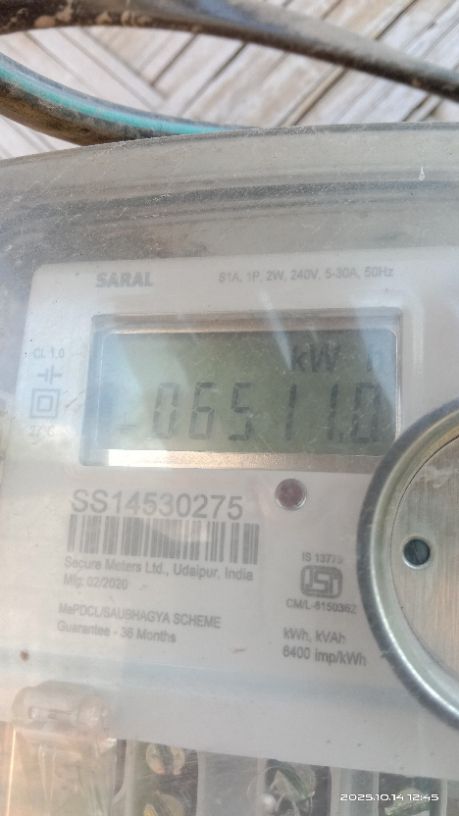 SARAL
S1A, 1P, 2W, 240V, 5-30A, 50Hz
CL 1.0
kW h
06511.0
SS14530275
Secure Meters Ltd., Udaipur, India
Mfg: 02/2020
IS 13779
CM/L-8150362
MePDCL/SAUBHAGYA SCHEME
Guarantee - 36 Months
kWh, kVAh
6400 imp/kWh
2025.10.14 12:45